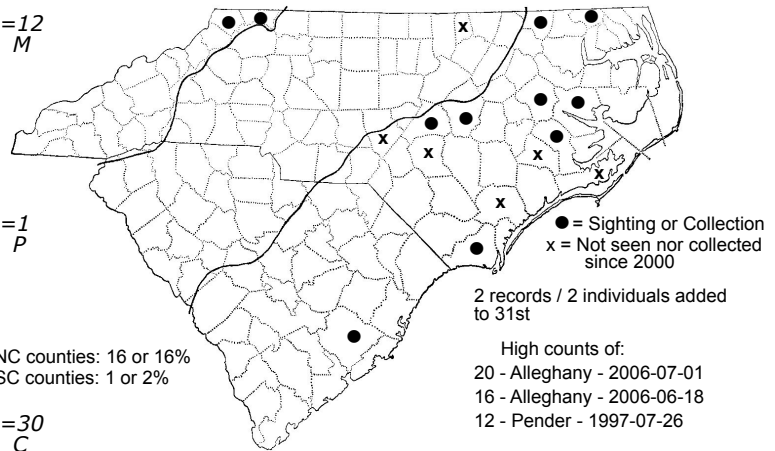 =12
M
=1
P
● = Sighting or Collection
x = Not seen nor collected
since 2000
2 records / 2 individuals added
to 31st
NC counties: 16 or 16%
SC counties: 1 or 2%
High counts of:
20 - Alleghany - 2006-07-01
16 - Alleghany - 2006-06-18
12 - Pender - 1997-07-26
=30
C